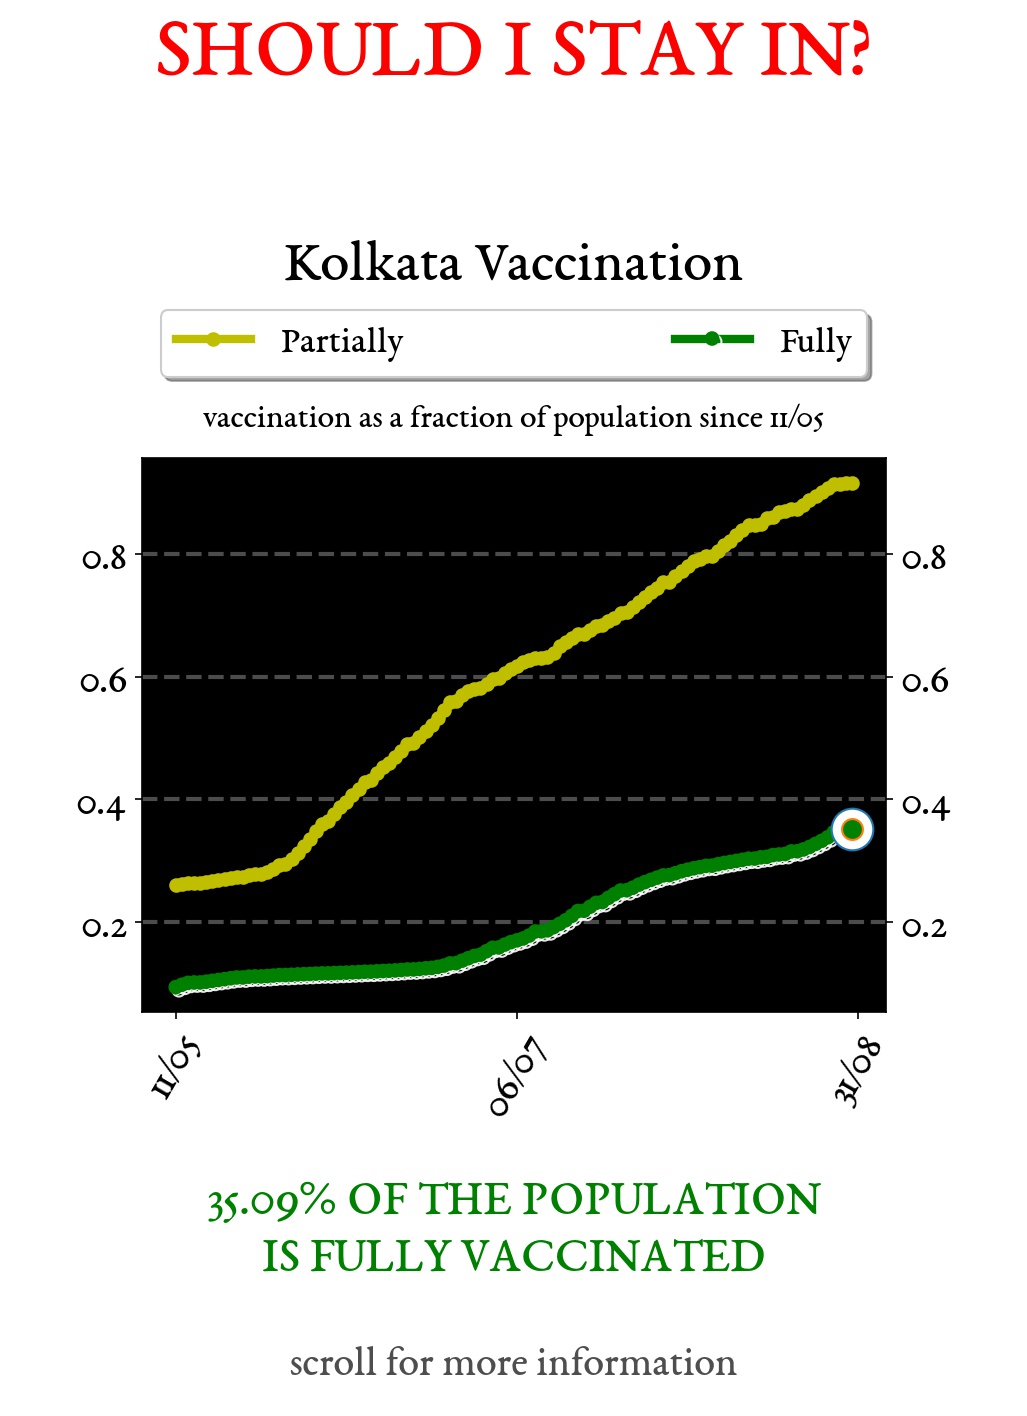 SHOULD I STAY IN?
Kolkata Vaccination
Partially Fully
vaccination as a fraction of population since 11/05
0.8 0.8
0.6 0.6
0.4 0.4
0.2 0.2
11/05 06/07 31/08
35.09% OF THE POPULATION
IS FULLY VACCINATED
scroll for more information